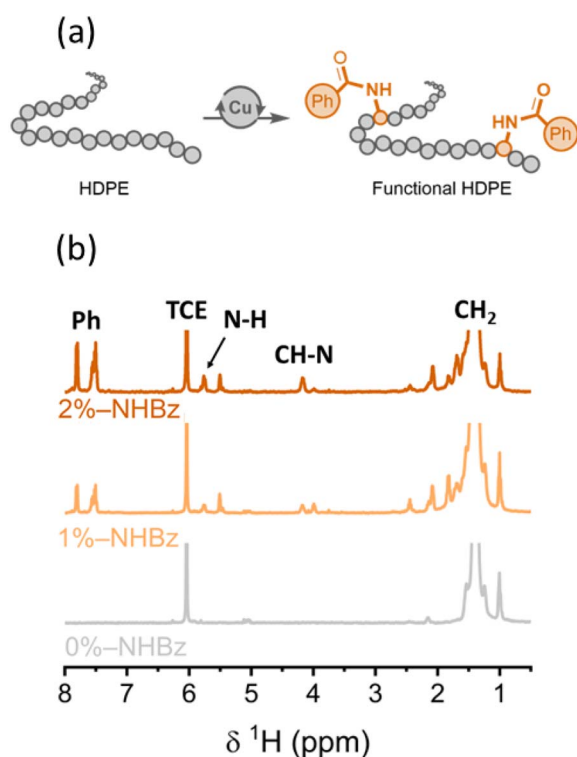 (a)
O
NH
Ph
Cu
O
HN
Ph
HDPE
Functional HDPE
(b)
Ph
TCE
N-H
CH-N
CH₂
2%–NHBz
1%–NHBz
0%–NHBz
8 7 6 5 4 3 2 1
δ ¹H (ppm)